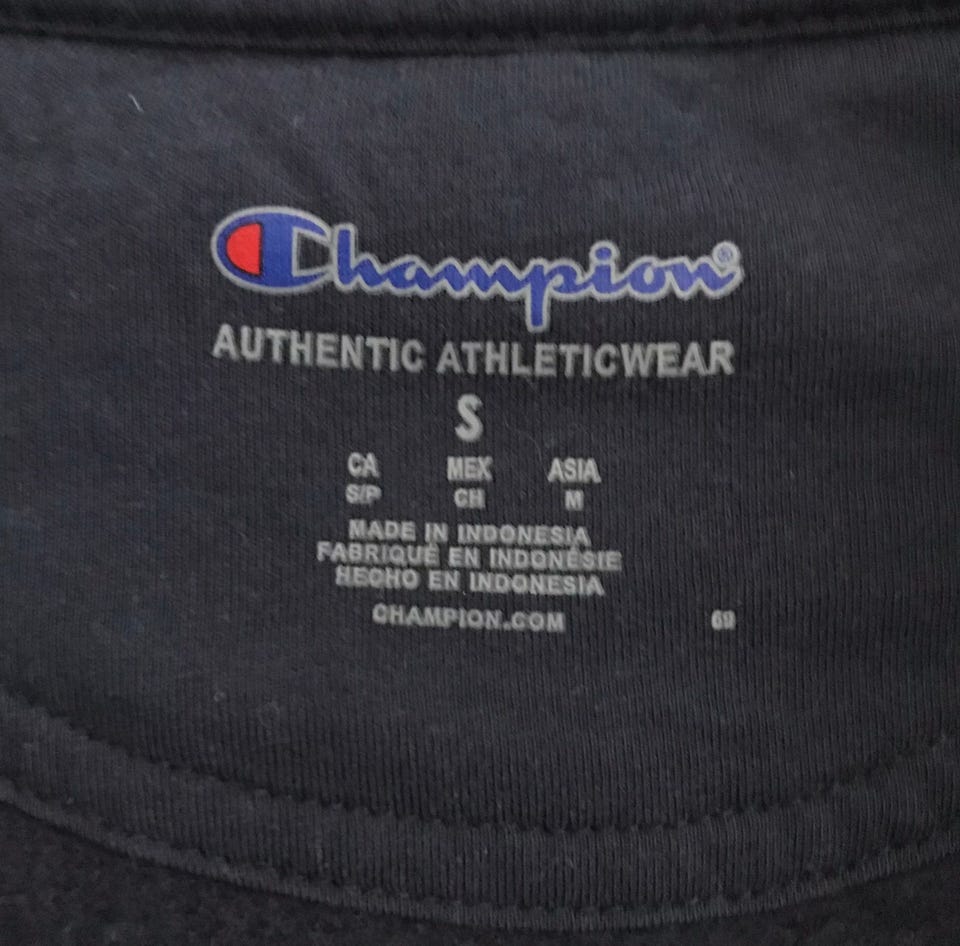 Champion®
AUTHENTIC ATHLETICWEAR
S
CA MEX ASIA
S/P CH M
MADE IN INDONESIA
FABRIQUÉ EN INDONÉSIE
HECHO EN INDONESIA
CHAMPION.COM 69